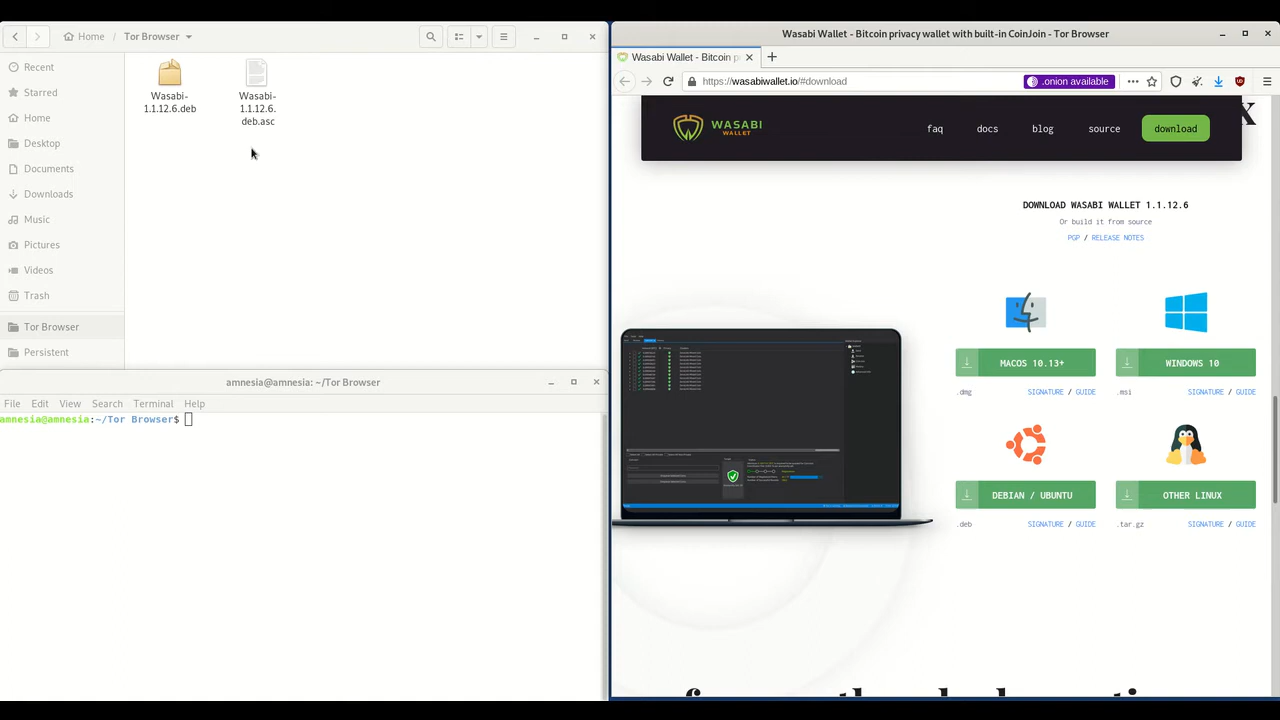 Home / Tor Browser
Recent
Starred
Home
Desktop
Documents
Downloads
Music
Pictures
Videos
Trash
Tor Browser
Persistent
Wasabi-
1.1.12.6.deb
Wasabi-
1.1.12.6.
deb.asc
amnesia@amnesia: ~/Tor Browser
File Edit View Search Terminal Help
amnesia@amnesia:~/Tor Browser$
Wasabi Wallet - Bitcoin privacy wallet with built-in CoinJoin - Tor Browser
Wasabi Wallet - Bitcoin p
https://wasabiwallet.io/#download
.onion available
WASABI
WALLET
faq docs blog source download
DOWNLOAD WASABI WALLET 1.1.12.6
Or build it from source
PGP / RELEASE NOTES
MACOS 10.13+
.dmg SIGNATURE / GUIDE
WINDOWS 10
.msi SIGNATURE / GUIDE
DEBIAN / UBUNTU
.deb SIGNATURE / GUIDE
OTHER LINUX
.tar.gz SIGNATURE / GUIDE